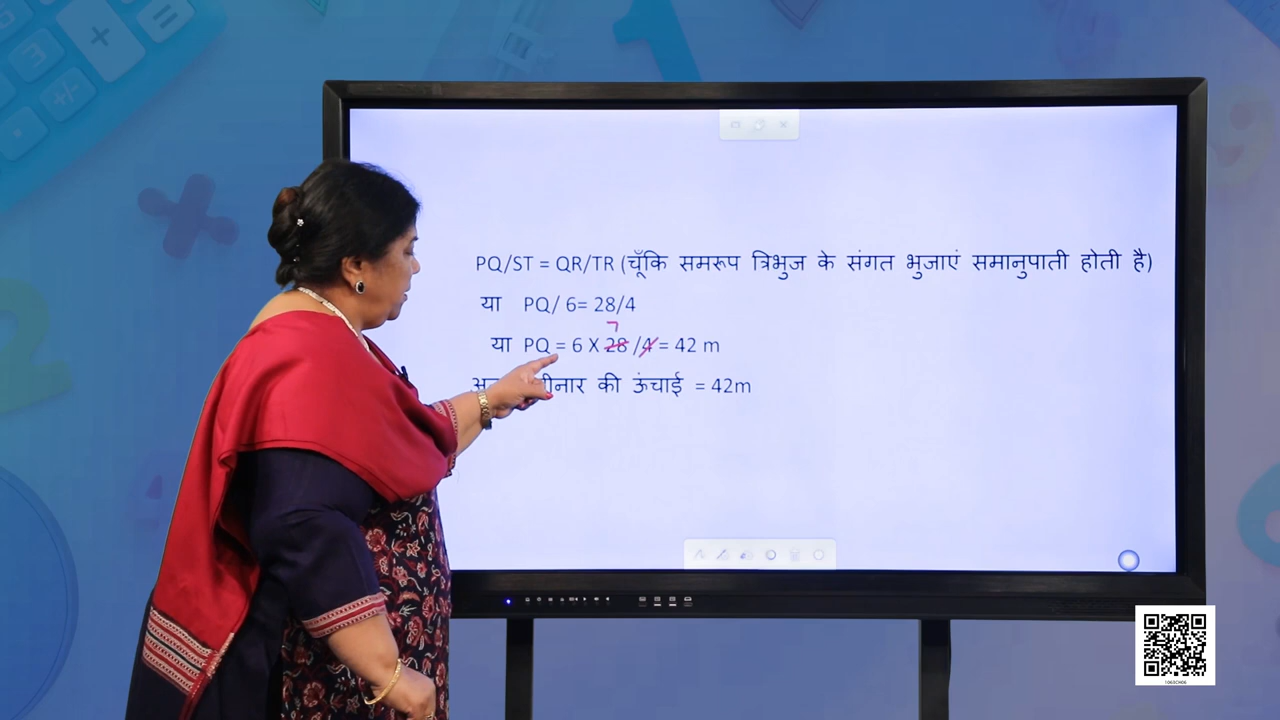 PQ/ST = QR/TR (चूँकि समरूप त्रिभुज के संगत भुजाएं समानुपाती होती है)
या PQ/ 6= 28/4
7
या PQ = 6 X 28 /4 = 42 m
की ऊंचाई = 42m